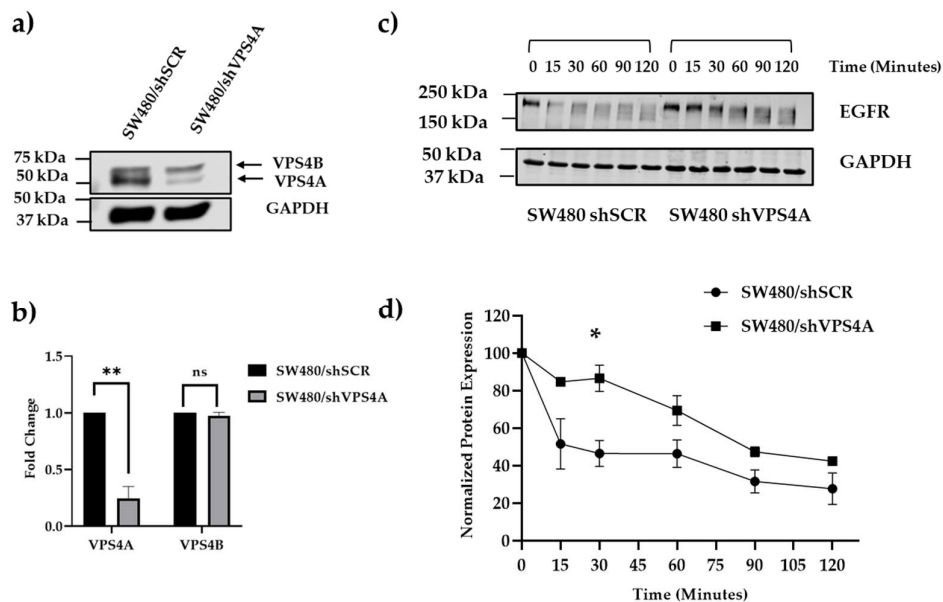 a)
SW480/shSCR
SW480/shVPS4A
75 kDa
50 kDa
50 kDa
37 kDa
VPS4B
VPS4A
GAPDH
b)
Fold Change
1.5
1.0
0.5
0.0
**
ns
VPS4A
VPS4B
SW480/shSCR
SW480/shVPS4A
c)
0 15 30 60 90 120 0 15 30 60 90 120 Time (Minutes)
250 kDa
150 kDa
EGFR
50 kDa
37 kDa
GAPDH
SW480 shSCR SW480 shVPS4A
d)
SW480/shSCR
SW480/shVPS4A
Normalized Protein Expression
120
100
80
60
40
20
0
*
0 15 30 45 60 75 90 105 120
Time (Minutes)